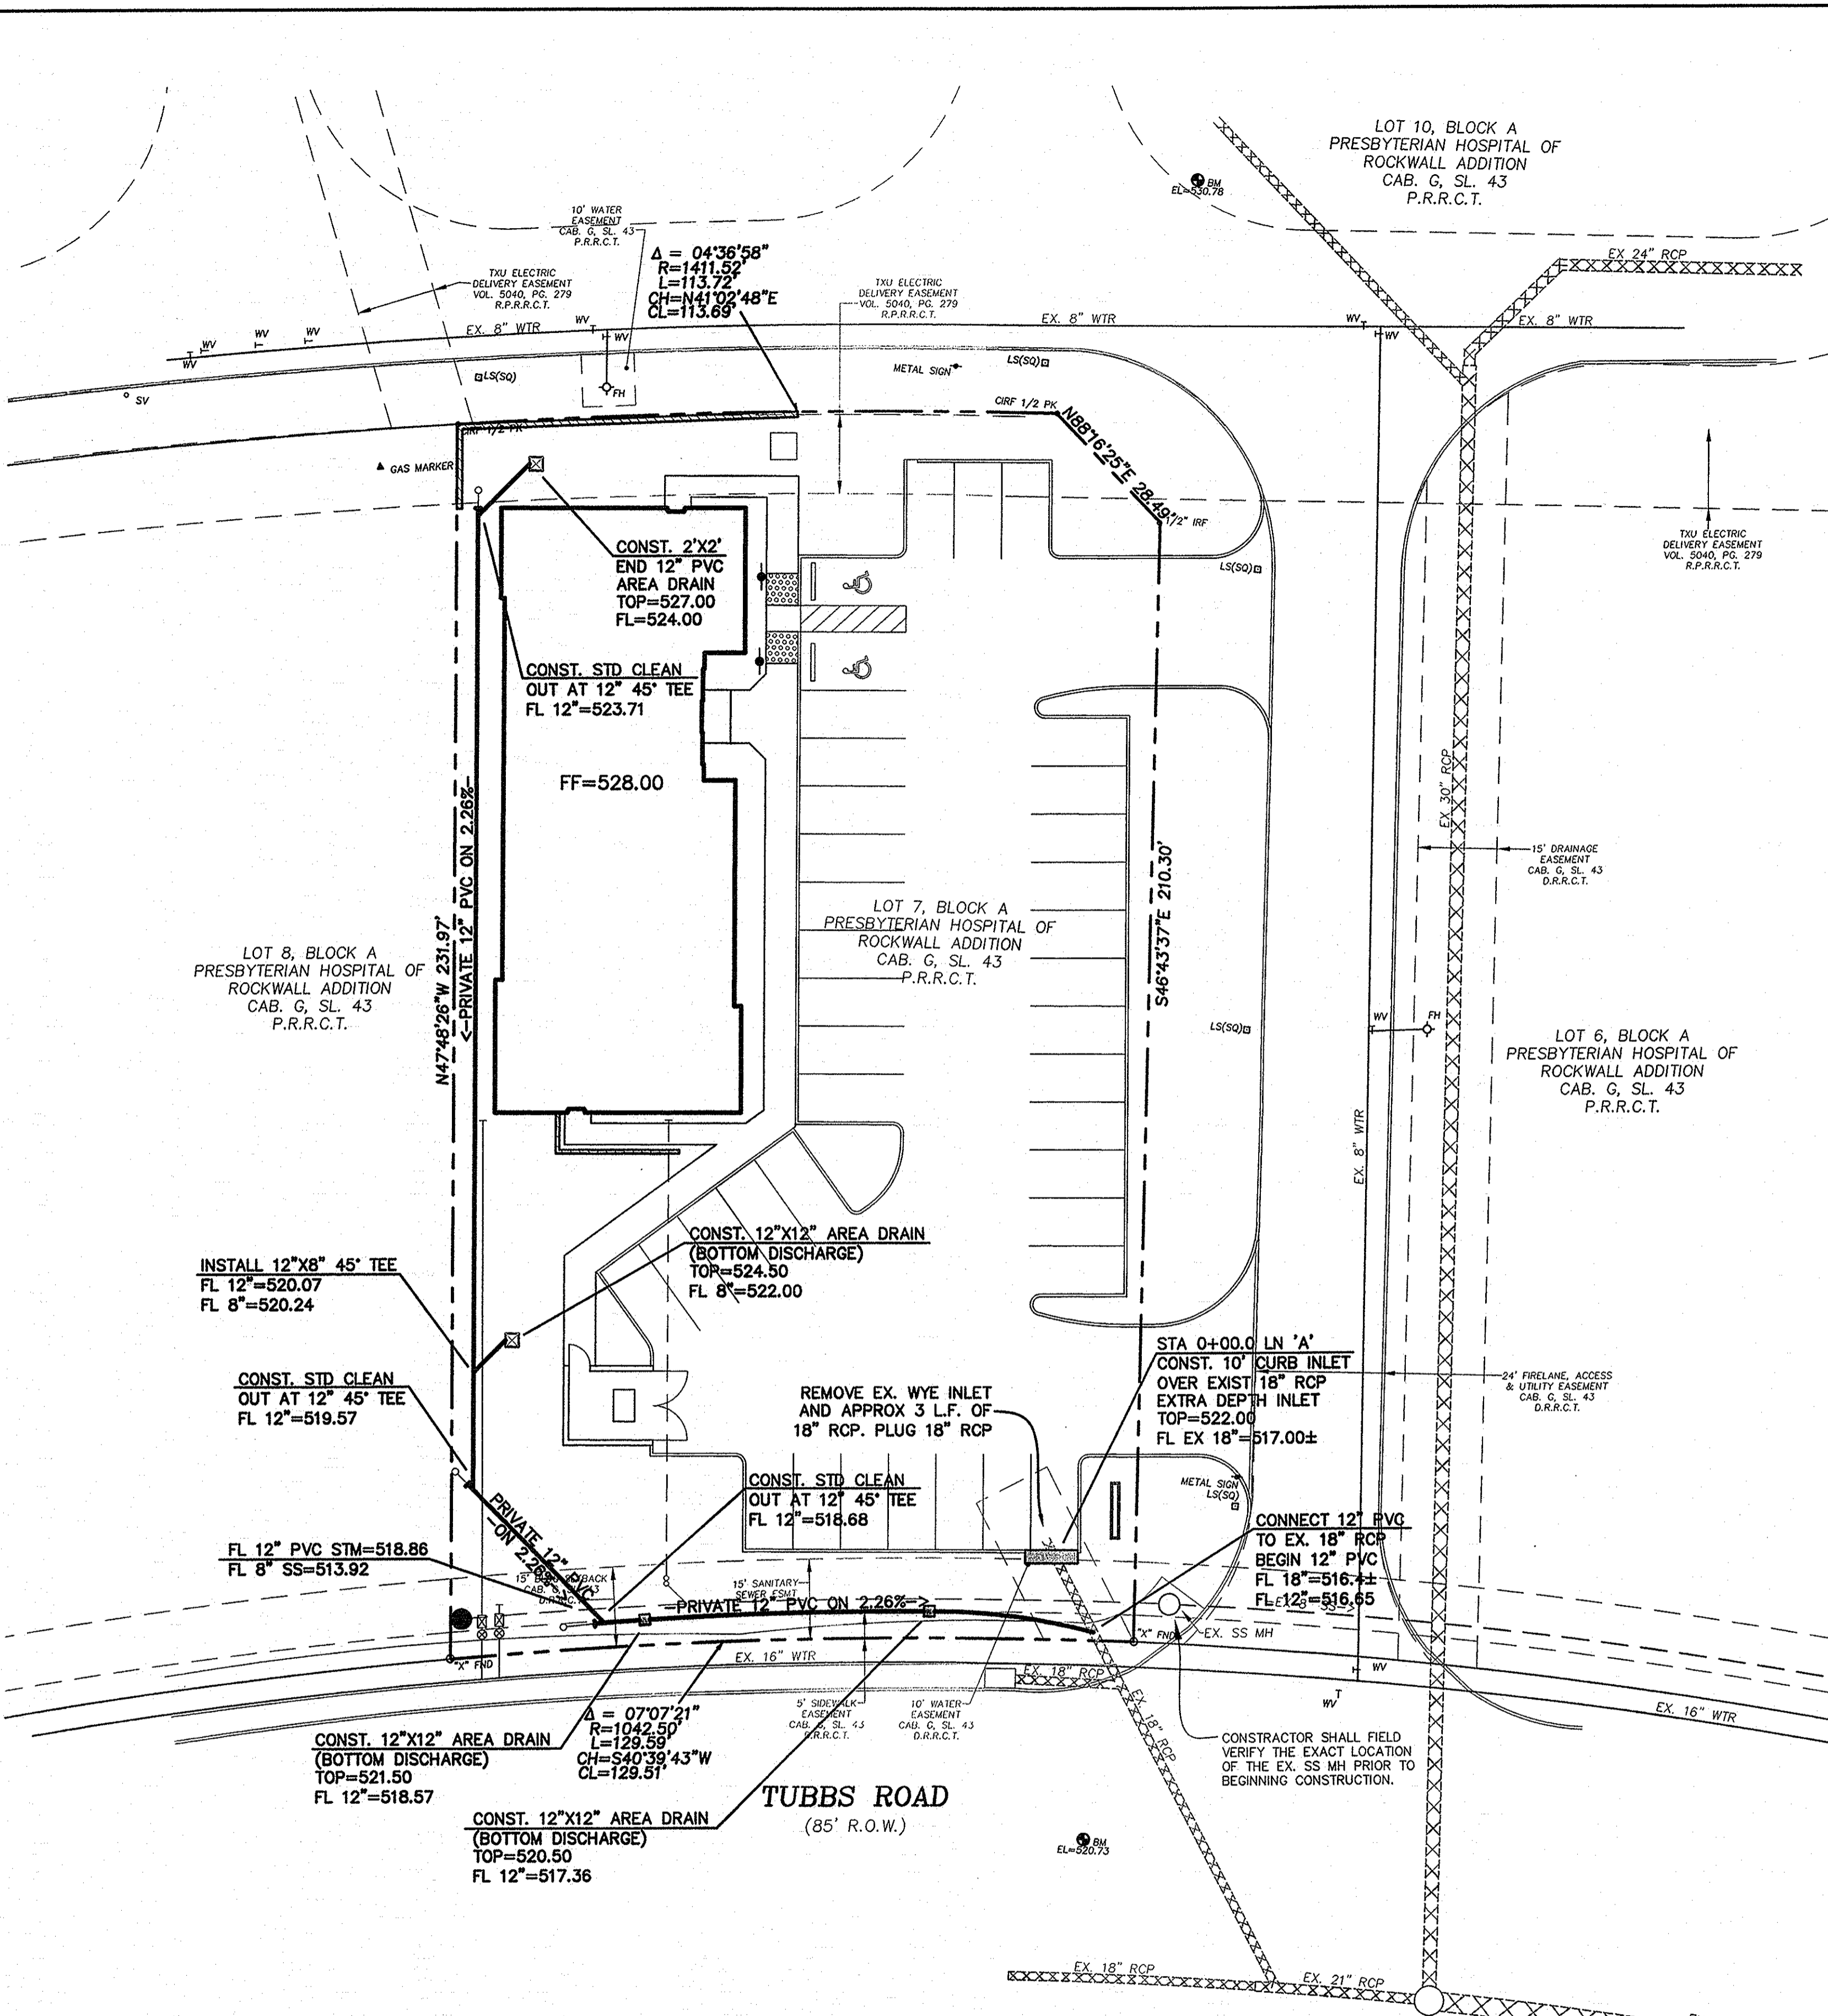 LOT 10, BLOCK A
PRESBYTERIAN HOSPITAL OF
ROCKWALL ADDITION
CAB. G, SL. 43
P.R.R.C.T.
BM
EL=530.78
10' WATER
EASEMENT
CAB. G, SL. 43
P.R.R.C.T.
Δ = 04°36'58"
R=1411.52'
L=113.72'
CH=N41°02'48"E
CL=113.69'
TXU ELECTRIC
DELIVERY EASEMENT
VOL. 5040, PG. 279
R.P.R.R.C.T.
TXU ELECTRIC
DELIVERY EASEMENT
VOL. 5040, PG. 279
R.P.R.R.C.T.
EX 24" RCP
WV
WV
WV
WV
EX. 8" WTR
WV
WV
EX. 8" WTR
WV
WV
EX. 8" WTR
SV
LS(SQ)
FH
METAL SIGN
LS(SQ)
CIRF 1/2 PK
CIRF 1/2 PK
N88°16'25"E 28.49'
1/2" IRF
GAS MARKER
TXU ELECTRIC
DELIVERY EASEMENT
VOL. 5040, PG. 279
R.P.R.R.C.T.
LS(SQ)
CONST. 2'X2'
END 12" PVC
AREA DRAIN
TOP=527.00
FL=524.00
CONST. STD CLEAN
OUT AT 12" 45° TEE
FL 12"=523.71
FF=528.00
EX 30" RCP
15' DRAINAGE
EASEMENT
CAB. G, SL. 43
D.R.R.C.T.
<-PRIVATE 12" PVC ON 2.26%-
N47°48'26"W 231.97'
S46°43'37"E 210.30'
LOT 7, BLOCK A
PRESBYTERIAN HOSPITAL OF
ROCKWALL ADDITION
CAB. G, SL. 43
P.R.R.C.T.
LOT 8, BLOCK A
PRESBYTERIAN HOSPITAL OF
ROCKWALL ADDITION
CAB. G, SL. 43
P.R.R.C.T.
LS(SQ)
WV
FH
LOT 6, BLOCK A
PRESBYTERIAN HOSPITAL OF
ROCKWALL ADDITION
CAB. G, SL. 43
P.R.R.C.T.
EX. 8" WTR
CONST. 12"X12" AREA DRAIN
(BOTTOM DISCHARGE)
TOP=524.50
FL 8"=522.00
INSTALL 12"X8" 45° TEE
FL 12"=520.07
FL 8"=520.24
CONST. STD CLEAN
OUT AT 12" 45° TEE
FL 12"=519.57
STA 0+00.0 LN 'A'
CONST. 10' CURB INLET
OVER EXIST 18" RCP
EXTRA DEPTH INLET
TOP=522.00
FL EX 18"=517.00±
REMOVE EX. WYE INLET
AND APPROX 3 L.F. OF
18" RCP. PLUG 18" RCP
24' FIRELANE, ACCESS
& UTILITY EASEMENT
CAB. G, SL. 43
D.R.R.C.T.
METAL SIGN
LS(SQ)
CONST. STD CLEAN
OUT AT 12" 45° TEE
FL 12"=518.68
PRIVATE 12" PVC
-ON 2.26%
CONNECT 12" PVC
TO EX. 18" RCP
BEGIN 12" PVC
FL 18"=516.4±
FL 12"=516.65
FL 12" PVC STM=518.86
FL 8" SS=513.92
15' SANITARY
SEWER ESMT
-PRIVATE 12" PVC ON 2.26%->
"X" FND
EX. SS MH
"X" FND
EX. 16" WTR
EX. 18" RCP
WV
WV
EX. 16" WTR
EX. 18" RCP
5' SIDEWALK
EASEMENT
CAB. G, SL. 43
P.R.R.C.T.
10' WATER
EASEMENT
CAB. G, SL. 43
D.R.R.C.T.
Δ = 07°07'21"
R=1042.50'
L=129.59'
CH=S40°39'43"W
CL=129.51'
CONST. 12"X12" AREA DRAIN
(BOTTOM DISCHARGE)
TOP=521.50
FL 12"=518.57
CONSTRACTOR SHALL FIELD
VERIFY THE EXACT LOCATION
OF THE EX. SS MH PRIOR TO
BEGINNING CONSTRUCTION.
TUBBS ROAD
(85' R.O.W.)
CONST. 12"X12" AREA DRAIN
(BOTTOM DISCHARGE)
TOP=520.50
FL 12"=517.36
BM
EL=520.73
EX. 18" RCP
EX. 21" RCP